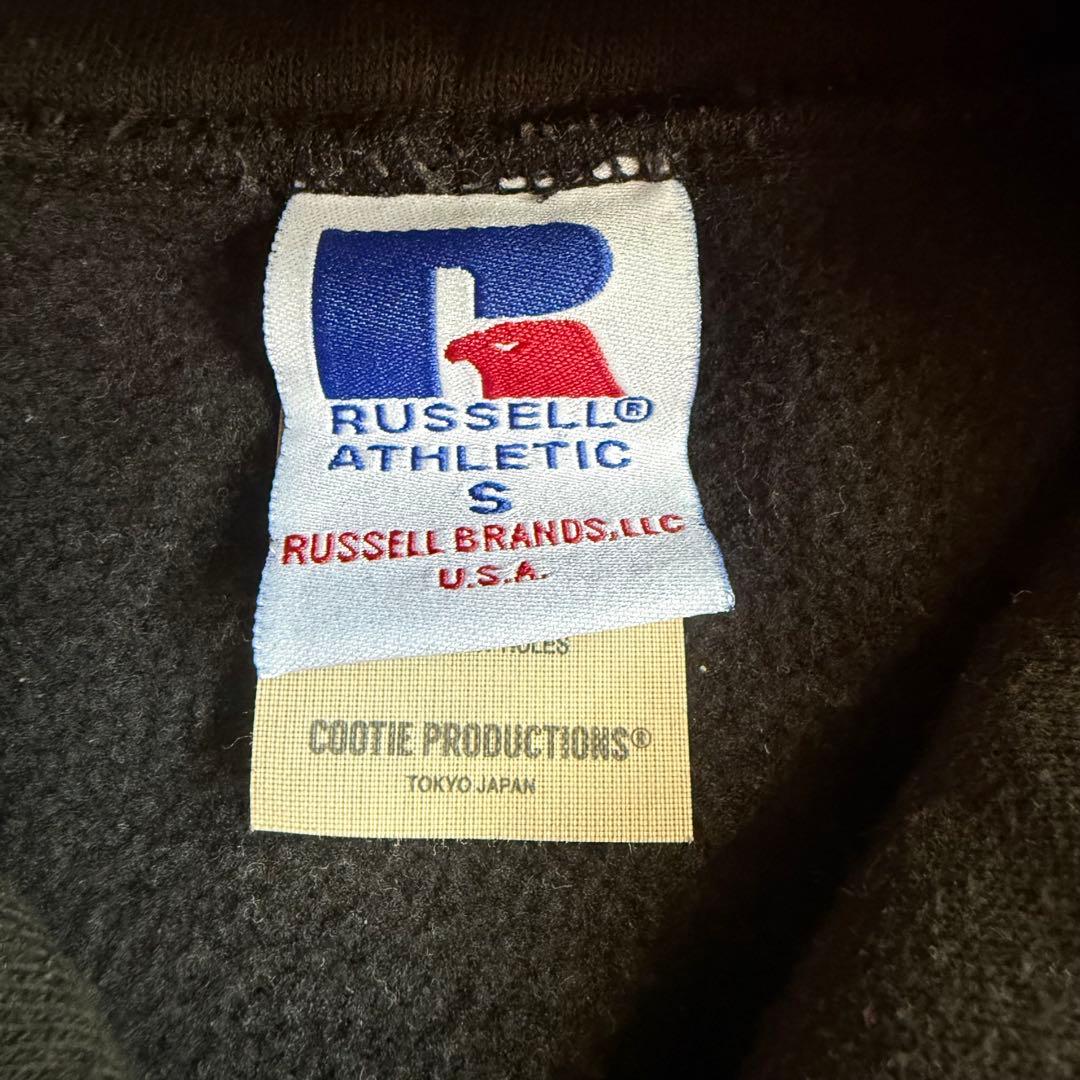 RUSSELL®
ATHLETIC
S
RUSSELL BRANDS, LLC
U.S.A.
COOTIE PRODUCTIONS®
TOKYO JAPAN